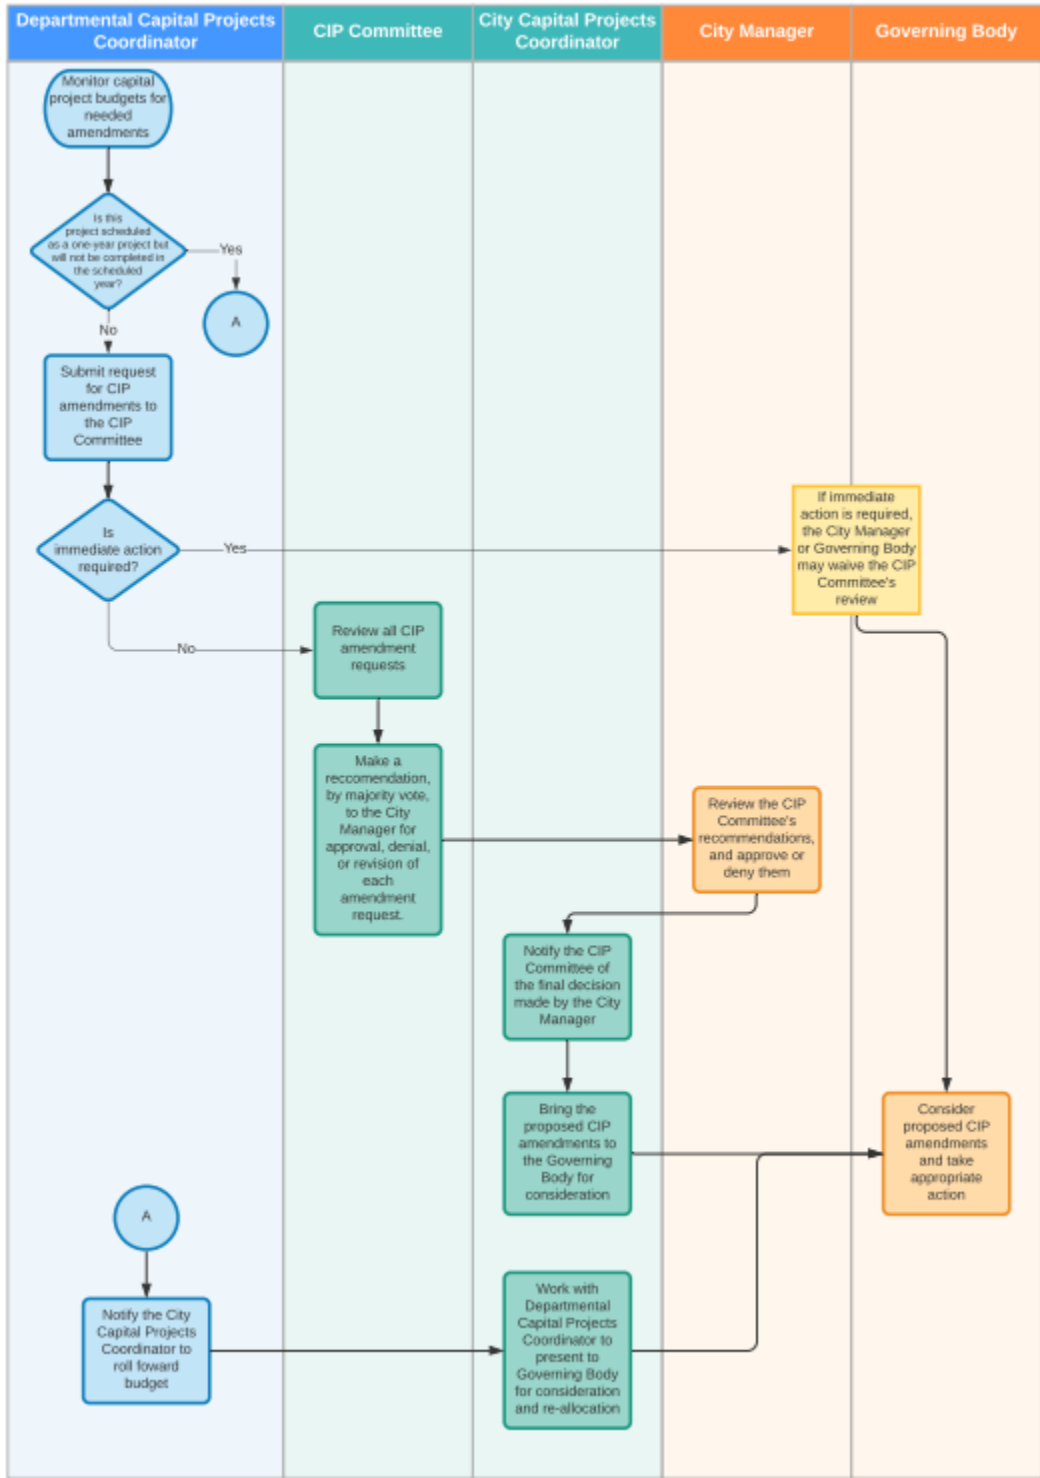 Departmental Capital Projects
Coordinator
CIP Committee
City Capital Projects
Coordinator
City Manager
Governing Body
Monitor capital
project budgets for
needed
amendments
Is this
project scheduled
as a one-year project but
will not be completed in
the scheduled
year?
Yes
A
No
Submit request
for CIP
amendments to
the CIP
Committee
Is
immediate action
required?
Yes
If immediate
action is required,
the City Manager
or Governing Body
may waive the CIP
Committee's
review
No
Review all CIP
amendment
requests
Make a
reccomendation,
by majority vote,
to the City
Manager for
approval, denial,
or revision of
each
amendment
request.
Review the CIP
Committee's
recommendations,
and approve or
deny them
Notify the CIP
Committee of
the final decision
made by the City
Manager
Bring the
proposed CIP
amendments to
the Governing
Body for
consideration
Consider
proposed CIP
amendments
and take
appropriate
action
A
Notify the City
Capital Projects
Coordinator to
roll foward
budget
Work with
Departmental
Capital Projects
Coordinator to
present to
Governing Body
for consideration
and re-allocation